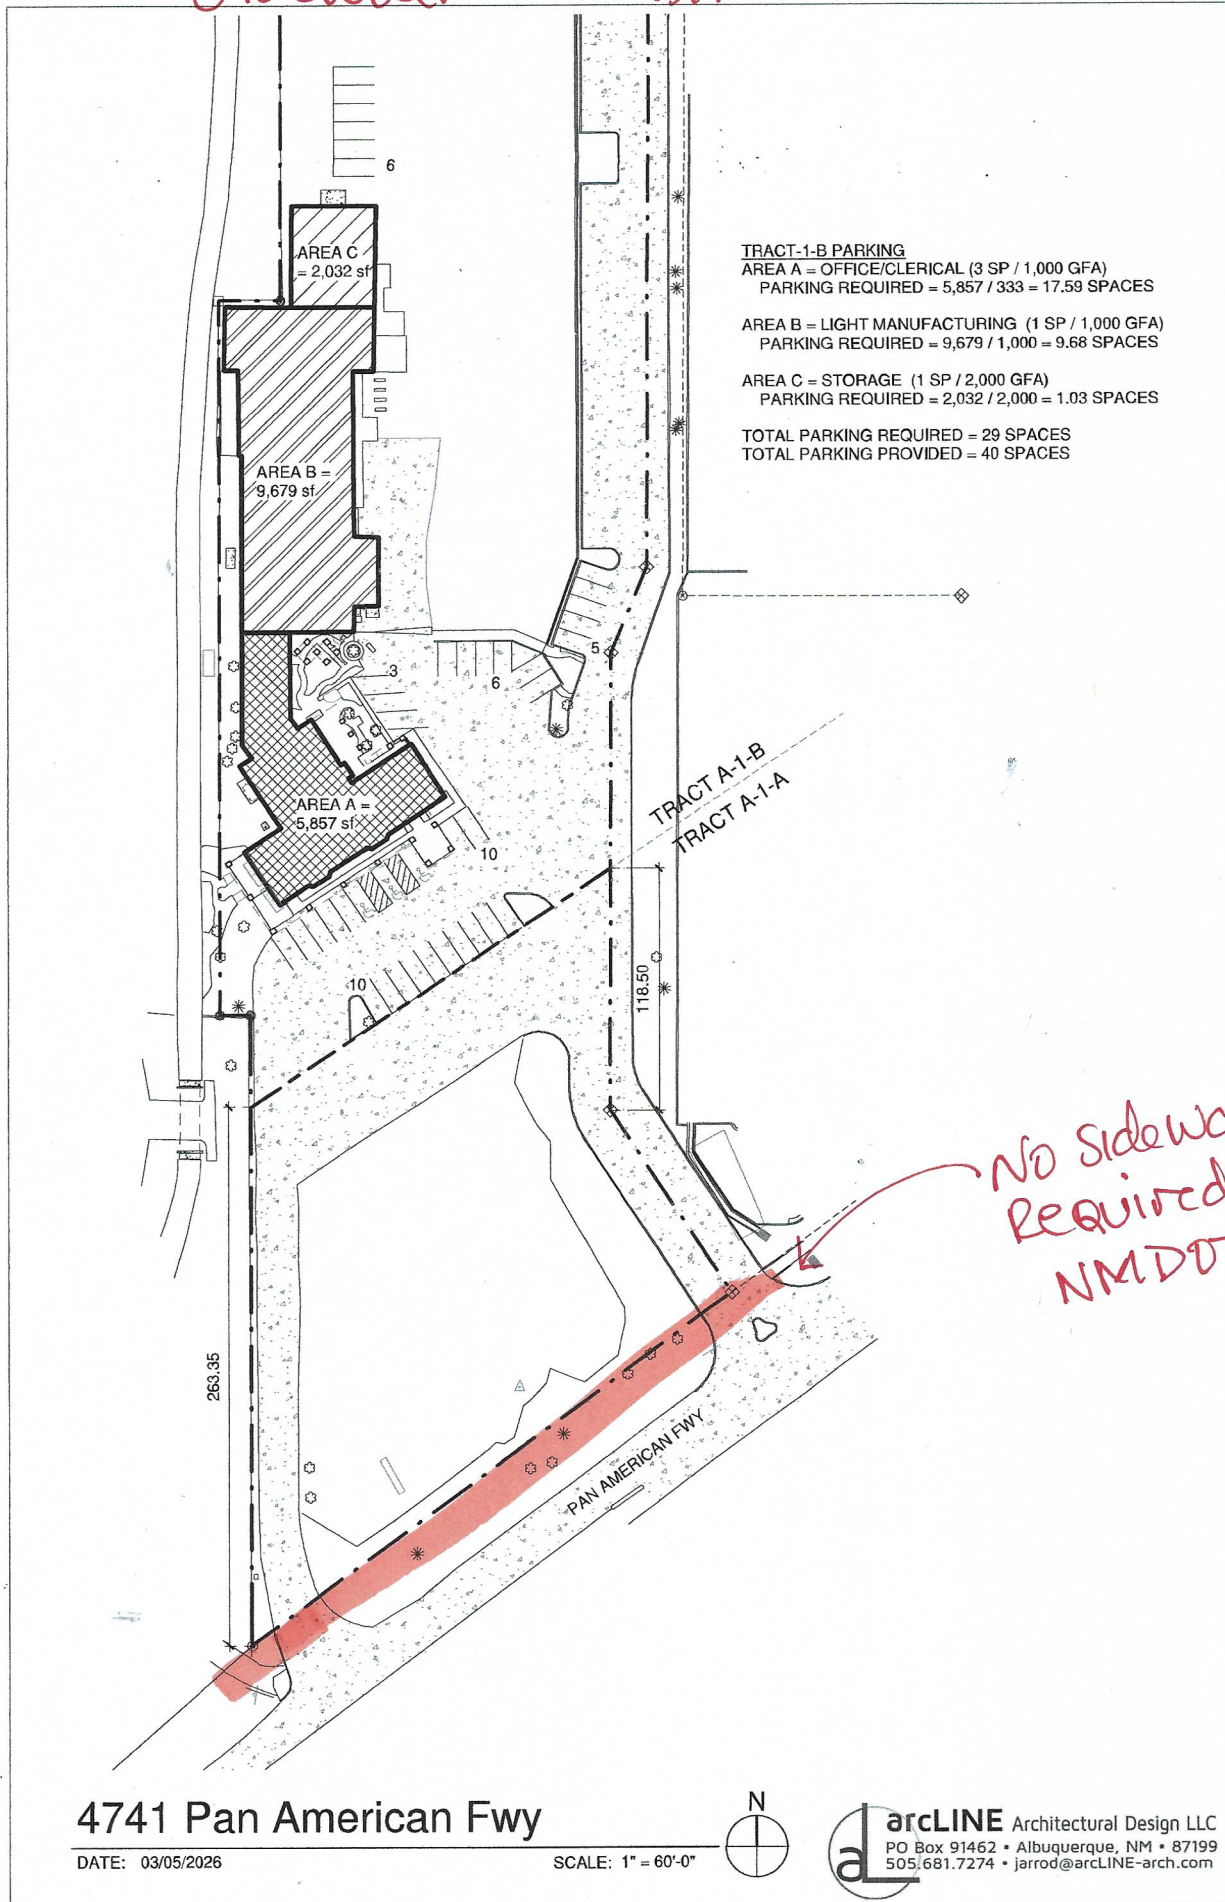 6
AREA C
= 2,032 sf
TRACT-1-B PARKING
AREA A = OFFICE/CLERICAL (3 SP / 1,000 GFA)
PARKING REQUIRED = 5,857 / 333 = 17.59 SPACES
AREA B = LIGHT MANUFACTURING (1 SP / 1,000 GFA)
PARKING REQUIRED = 9,679 / 1,000 = 9.68 SPACES
AREA C = STORAGE (1 SP / 2,000 GFA)
PARKING REQUIRED = 2,032 / 2,000 = 1.03 SPACES
TOTAL PARKING REQUIRED = 29 SPACES
TOTAL PARKING PROVIDED = 40 SPACES
AREA B =
9,679 sf
5
3
6
TRACT A-1-B
TRACT A-1-A
AREA A =
5,857 sf
10
10
118.50
No
Required
NMDO
263.35
PAN AMERICAN FWY
4741 Pan American Fwy
DATE: 03/05/2026
SCALE: 1" = 60'-0"
N
aL
arcLINE Architectural Design LLC
PO Box 91462 • Albuquerque, NM • 87199
505.681.7274 • jarrod@arcLINE-arch.com